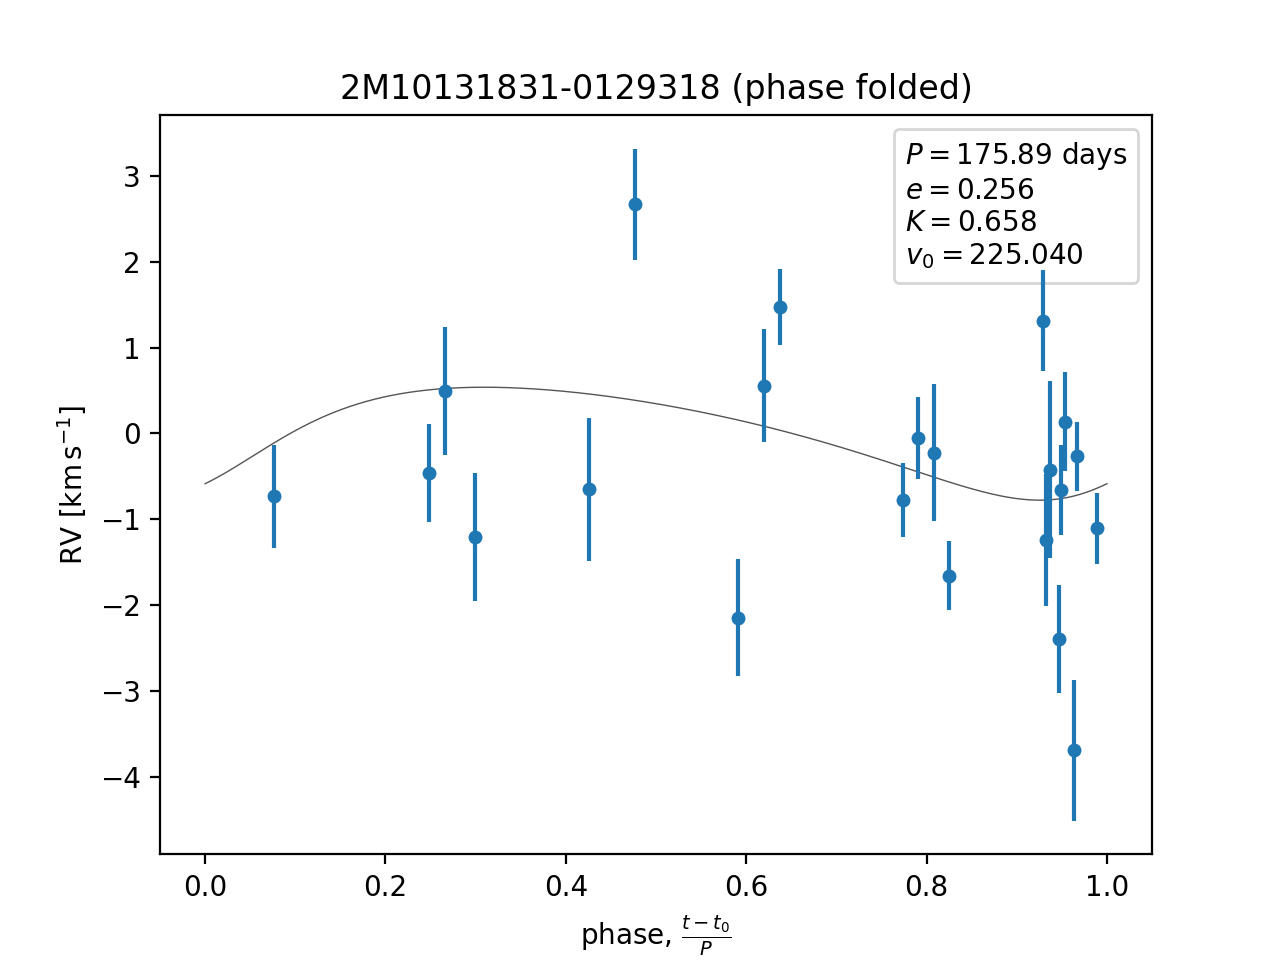 2M10131831-0129318 (phase folded)
P = 175.89 days
e = 0.256
K = 0.658
v₀ = 225.040
3
2
1
0
−1
−2
−3
−4
RV [km s⁻¹]
0.0 0.2 0.4 0.6 0.8 1.0
phase, (t − t₀)/P